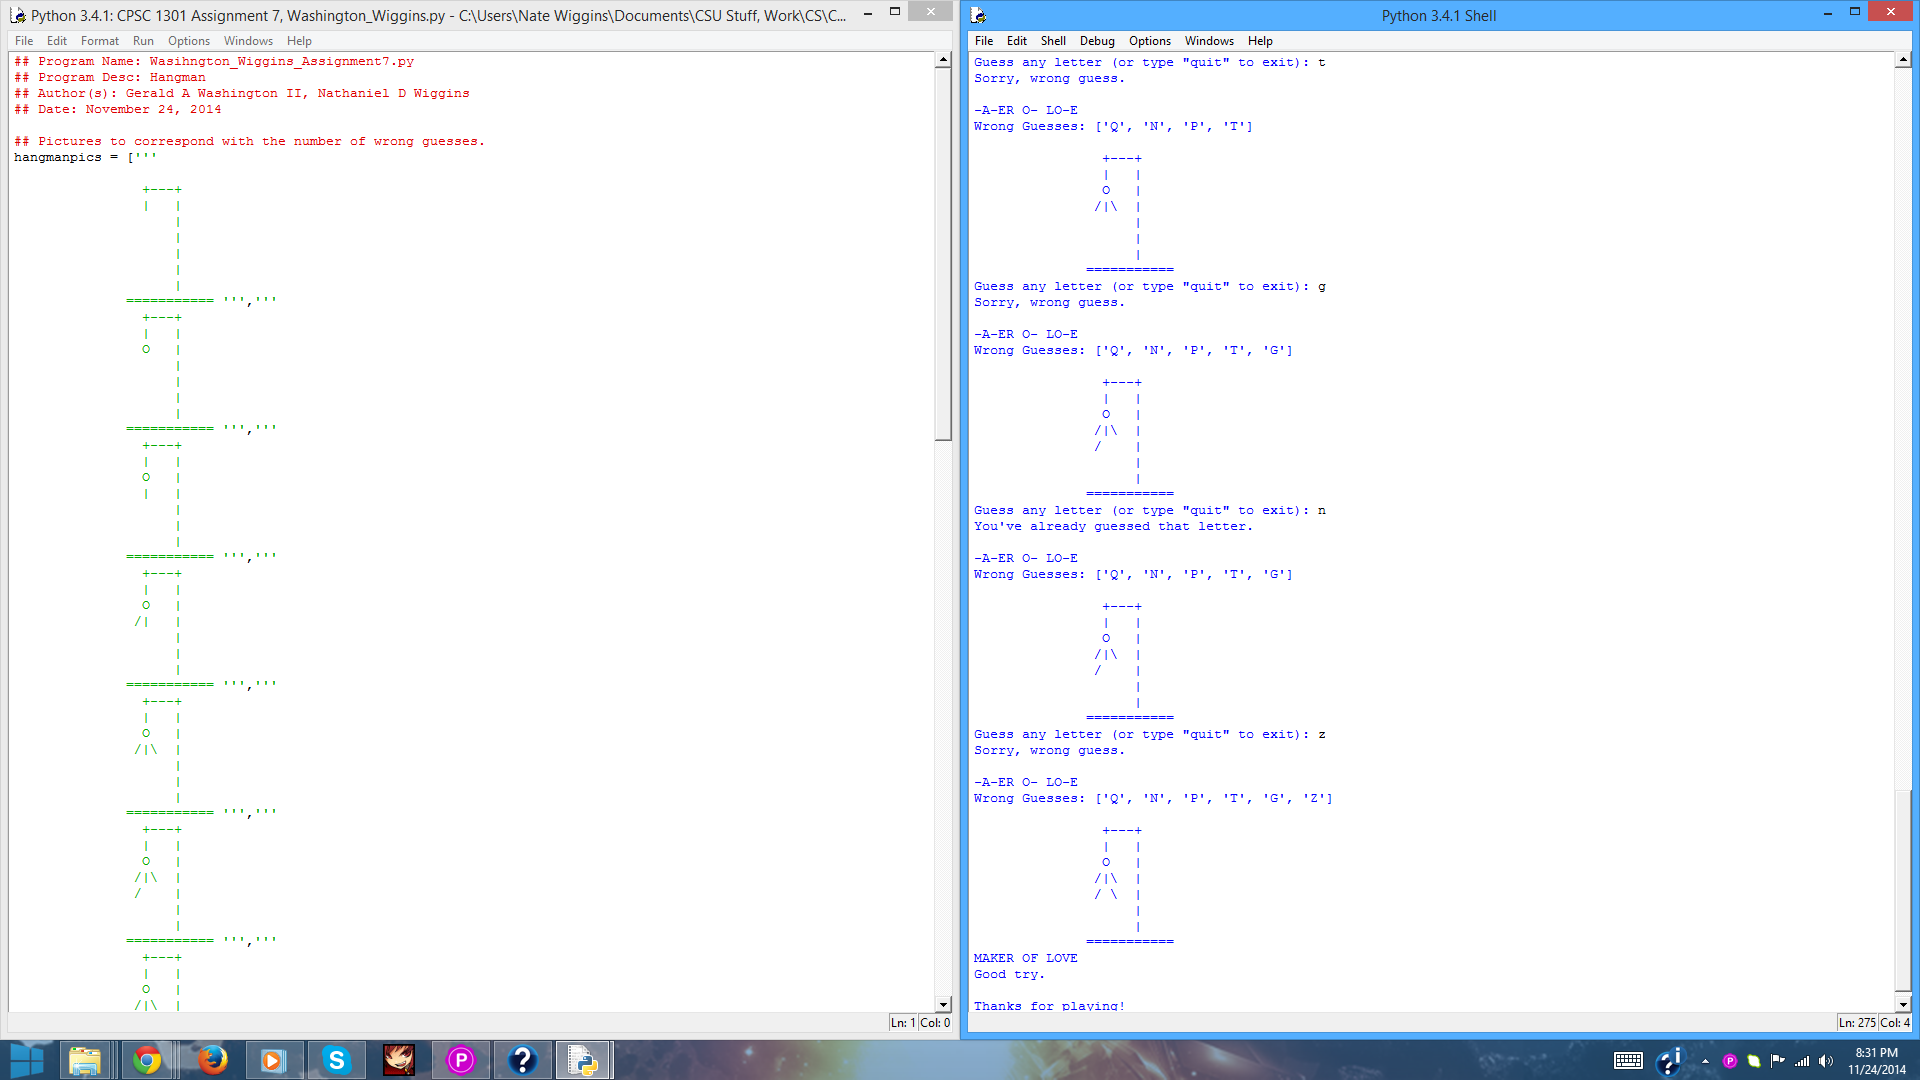 Python 3.4.1: CPSC 1301 Assignment 7, Washington_Wiggins.py - C:\Users\Nate Wiggins\Documents\CSU Stuff, Work\CS\C...
File Edit Format Run Options Windows Help
## Program Name: Wasihngton_Wiggins_Assignment7.py
## Program Desc: Hangman
## Author(s): Gerald A Washington II, Nathaniel D Wiggins
## Date: November 24, 2014
## Pictures to correspond with the number of wrong guesses.
hangmanpics = ['''
+---+
|   |
|
|
|
|
|
=========== ''','''
+---+
|   |
O   |
|
|
|
|
=========== ''','''
+---+
|   |
O   |
|   |
|
|
|
=========== ''','''
+---+
|   |
O   |
/|   |
|
|
|
=========== ''','''
+---+
|   |
O   |
/|\  |
|
|
|
=========== ''','''
+---+
|   |
O   |
/|\  |
/    |
|
|
=========== ''','''
+---+
|   |
O   |
/|\  |
Ln: 1 Col: 0
Python 3.4.1 Shell
File Edit Shell Debug Options Windows Help
Guess any letter (or type "quit" to exit): t
Sorry, wrong guess.
-A-ER O- LO-E
Wrong Guesses: ['Q', 'N', 'P', 'T']
+---+
|   |
O   |
/|\  |
|
|
|
===========
Guess any letter (or type "quit" to exit): g
Sorry, wrong guess.
-A-ER O- LO-E
Wrong Guesses: ['Q', 'N', 'P', 'T', 'G']
+---+
|   |
O   |
/|\  |
/    |
|
|
===========
Guess any letter (or type "quit" to exit): n
You've already guessed that letter.
-A-ER O- LO-E
Wrong Guesses: ['Q', 'N', 'P', 'T', 'G']
+---+
|   |
O   |
/|\  |
/    |
|
|
===========
Guess any letter (or type "quit" to exit): z
Sorry, wrong guess.
-A-ER O- LO-E
Wrong Guesses: ['Q', 'N', 'P', 'T', 'G', 'Z']
+---+
|   |
O   |
/|\  |
/ \  |
|
|
===========
MAKER OF LOVE
Good try.
Thanks for playing!
Ln: 275 Col: 4
8:31 PM
11/24/2014